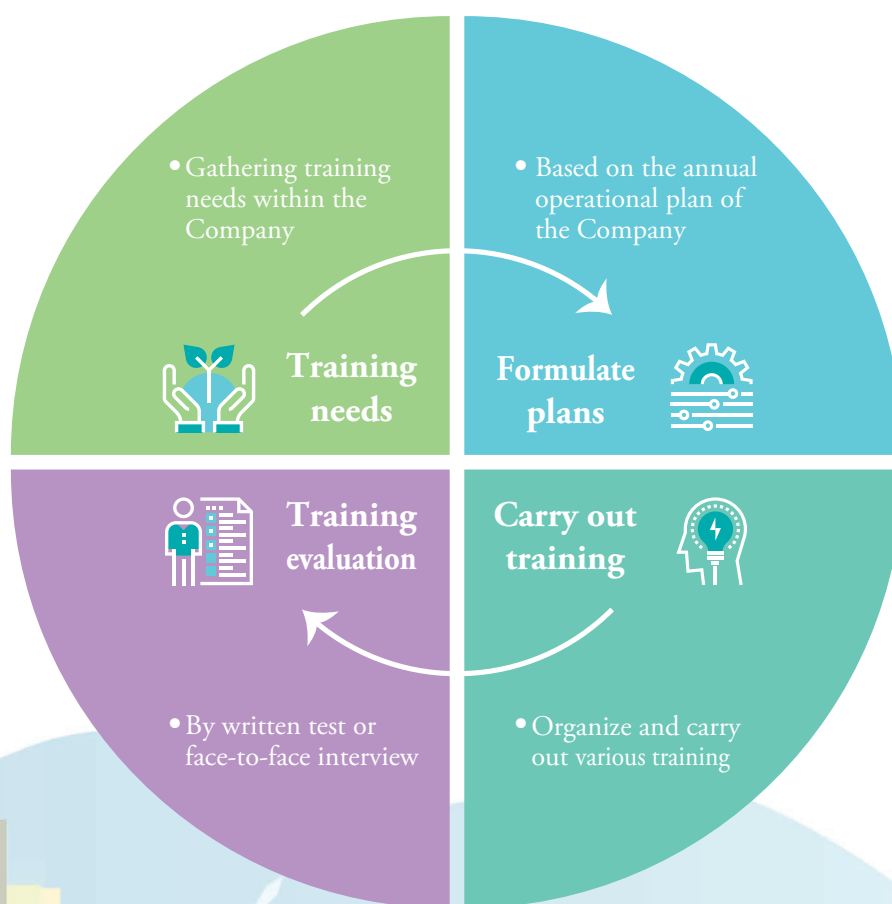 • Gathering training
needs within the
Company
Training
needs
• Based on the annual
operational plan of
the Company
Formulate
plans
Carry out
training
• Organize and carry
out various training
Training
evaluation
• By written test or
face-to-face interview